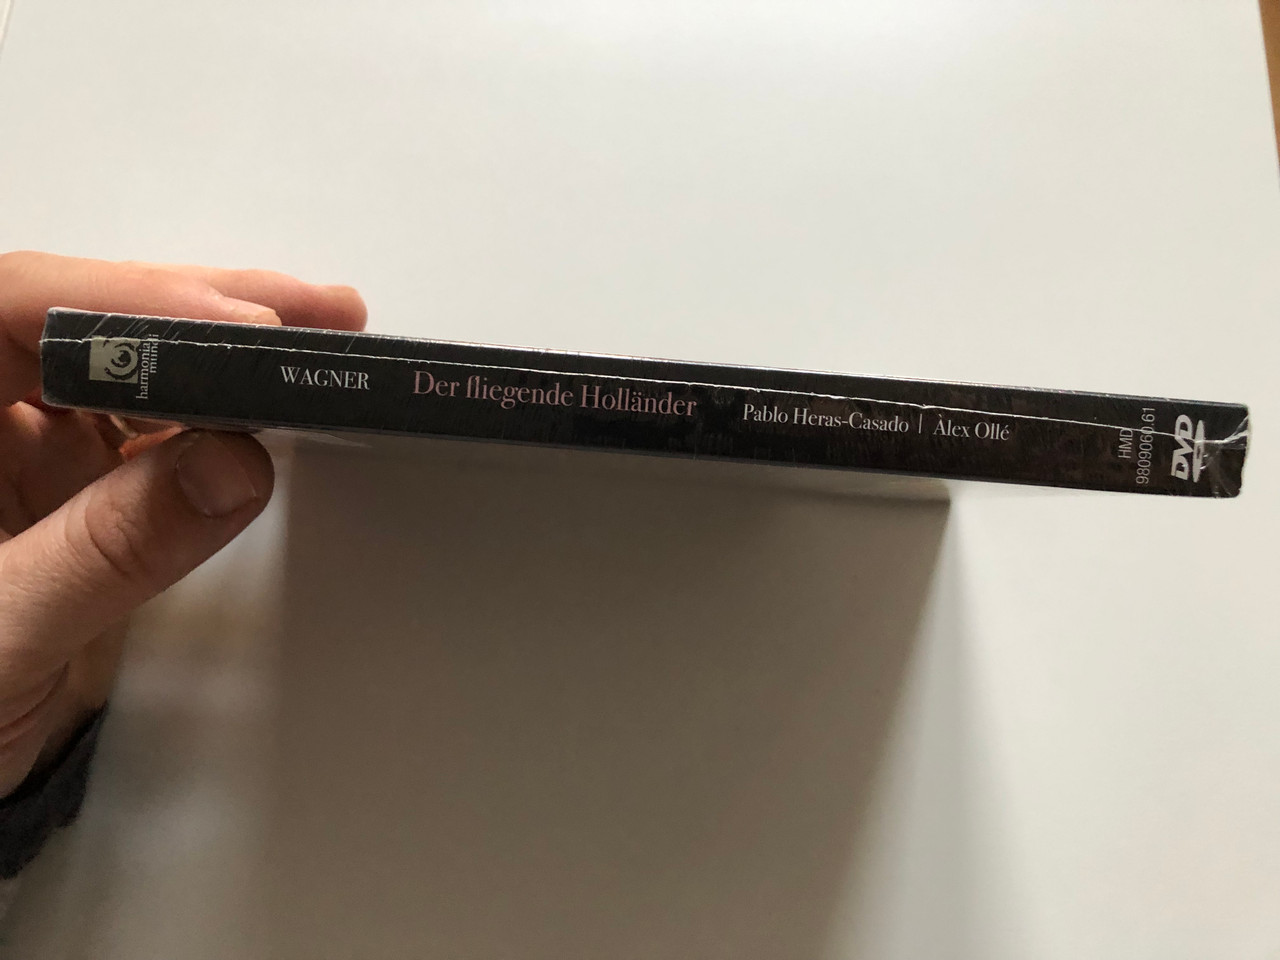 harmonia
mundi
WAGNER
Der fliegende Holländer
Pablo Heras-Casado | Àlex Ollé
HMD
9809060.61
DVD